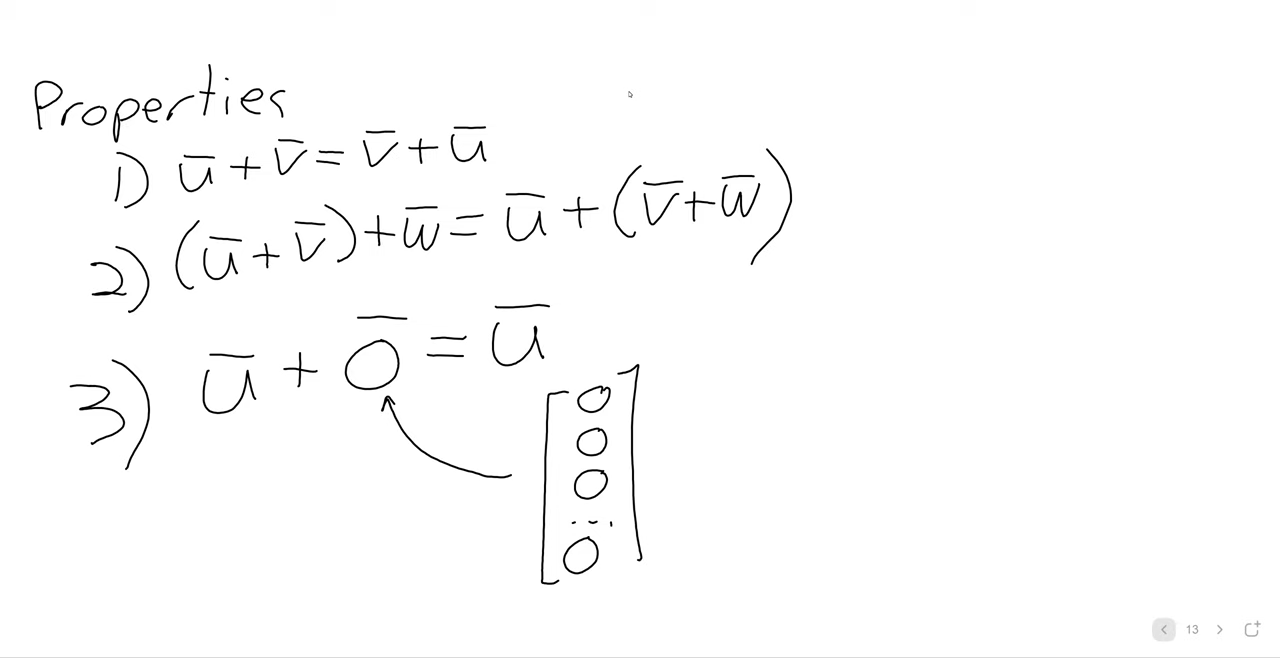 Properties
1) ū + v̄ = v̄ + ū
2) (ū + v̄) + w̄ = ū + (v̄ + w̄)
3) ū + 0̄ = ū
[0
0
0
...
0]
13